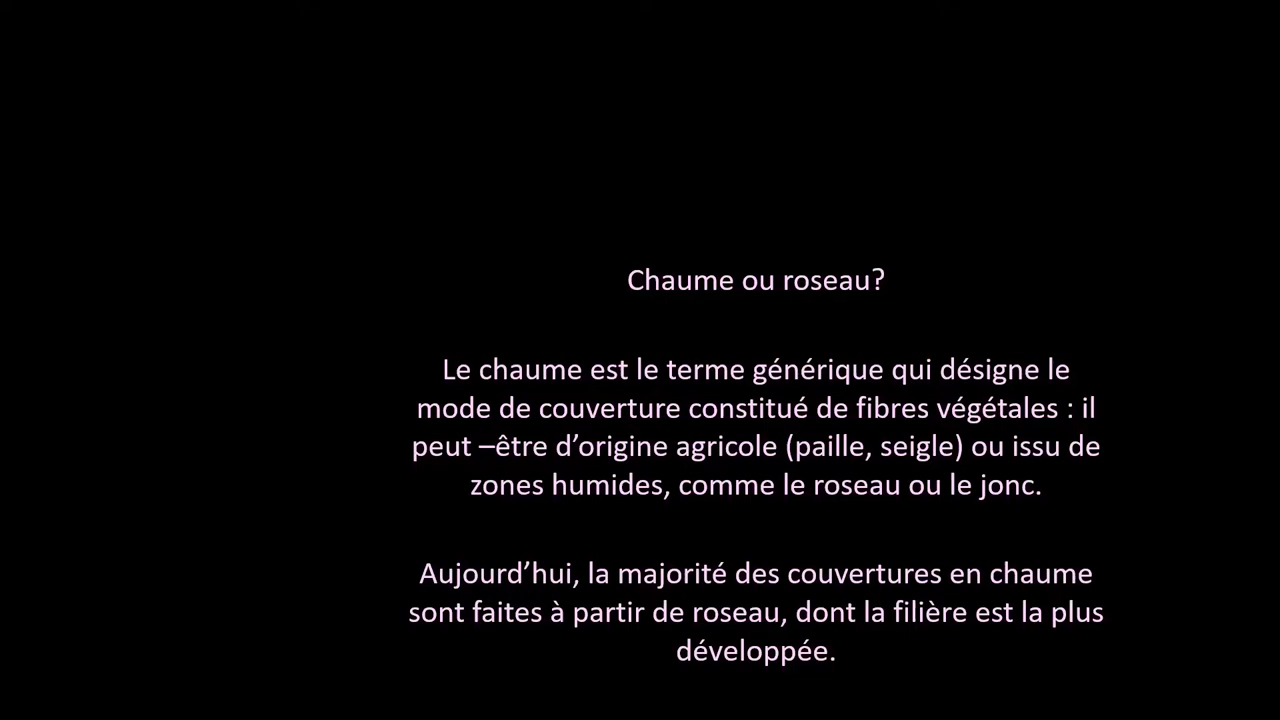 Chaume ou roseau?
Le chaume est le terme générique qui désigne le
mode de couverture constitué de fibres végétales : il
peut –être d’origine agricole (paille, seigle) ou issu de
zones humides, comme le roseau ou le jonc.
Aujourd’hui, la majorité des couvertures en chaume
sont faites à partir de roseau, dont la filière est la plus
développée.